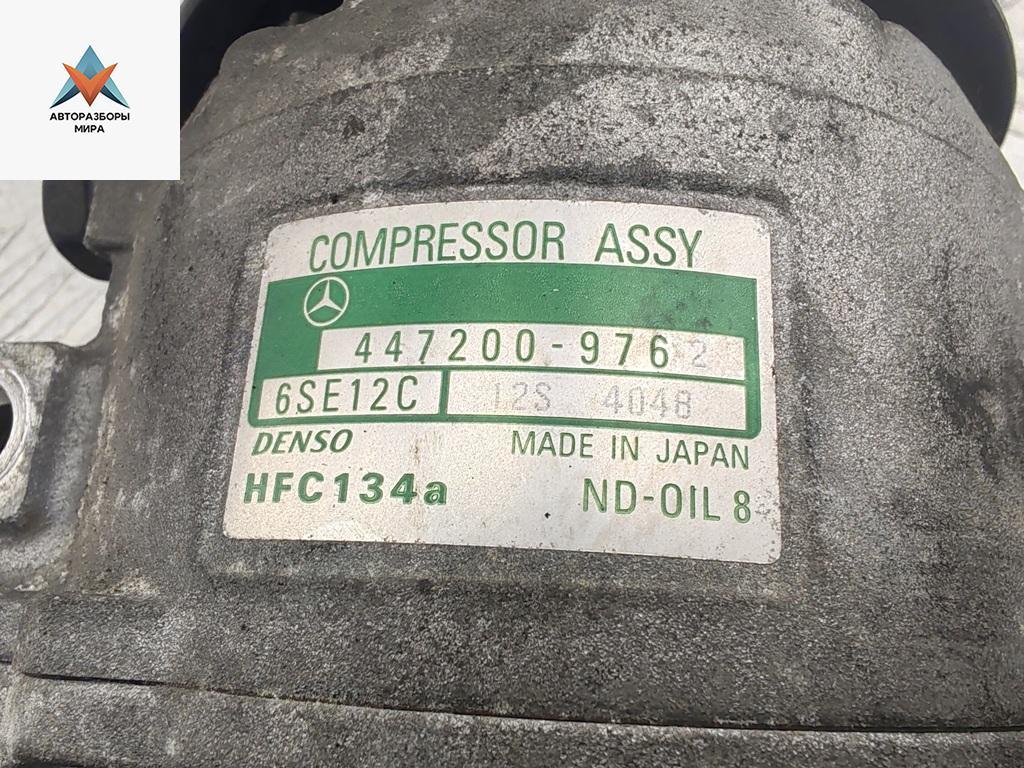 АВТОРАЗБОРЫ
МИРА
COMPRESSOR ASSY
447200-9762
6SE12C 12S 4048
DENSO MADE IN JAPAN
HFC134a ND-OIL 8